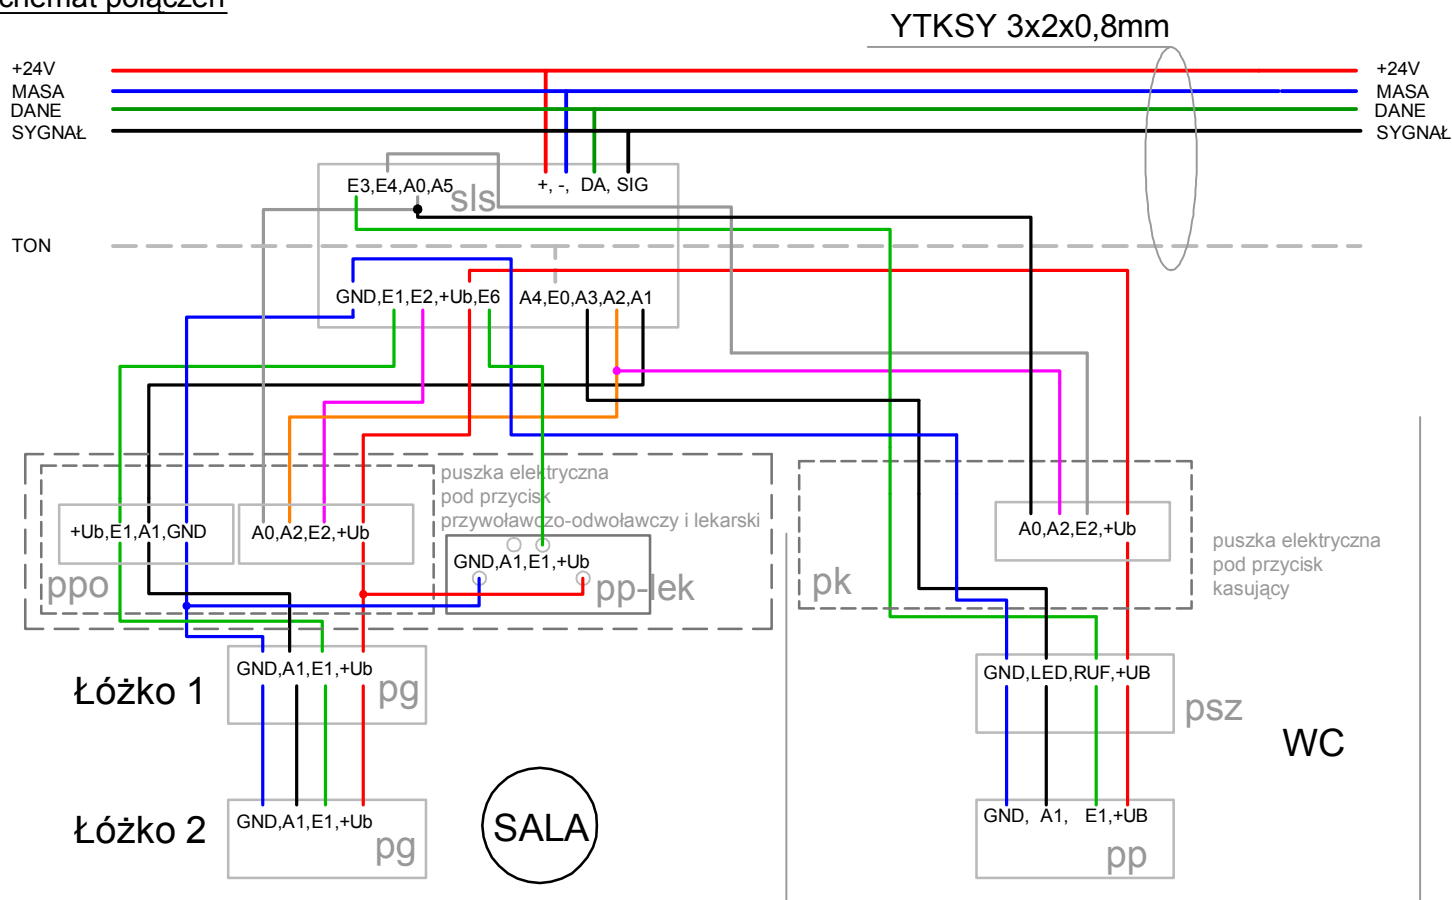 chemat połączeń
YTKSY 3x2x0,8mm
+24V
MASA
DANE
SYGNAŁ
+24V
MASA
DANE
SYGNAŁ
E3,E4,A0,A5
sls
+, -, DA, SIG
TON
GND,E1,E2,+Ub,E6
A4,E0,A3,A2,A1
puszka elektryczna
pod przycisk
przywoławczo-odwoławczy i lekarski
+Ub,E1,A1,GND
A0,A2,E2,+Ub
ppo
GND,A1,E1,+Ub
pp-lek
A0,A2,E2,+Ub
pk
puszka elektryczna
pod przycisk
kasujący
GND,A1,E1,+Ub
pg
Łóżko 1
GND,LED,RUF,+UB
psz
WC
GND,A1,E1,+Ub
pg
Łóżko 2
SALA
GND, A1, E1,+UB
pp